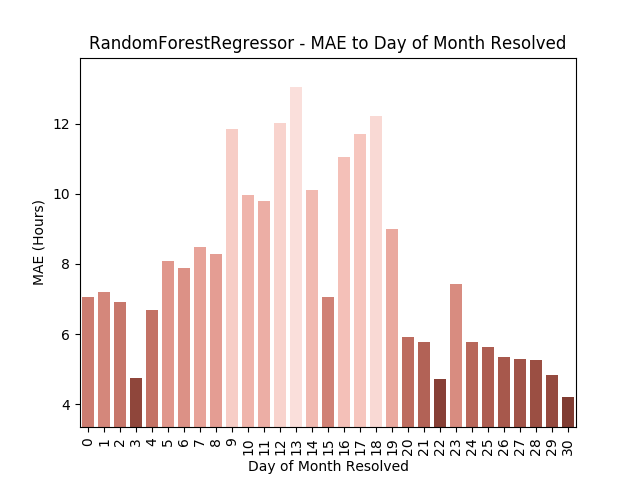 RandomForestRegressor - MAE to Day of Month Resolved
MAE (Hours)
12
10
8
6
4
0 1 2 3 4 5 6 7 8 9 10 11 12 13 14 15 16 17 18 19 20 21 22 23 24 25 26 27 28 29 30
Day of Month Resolved